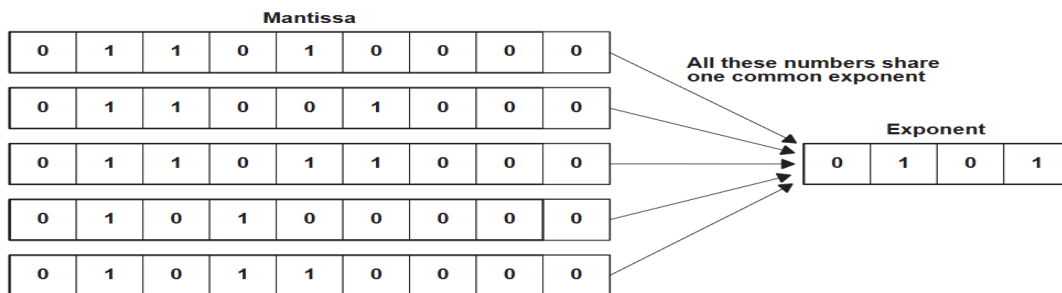 Mantissa
0 1 1 0 1 0 0 0 0
All these numbers share
one common exponent
0 1 1 0 0 1 0 0 0
Exponent
0 1 1 0 1 1 0 0 0
0 1 0 1
0 1 0 1 0 0 0 0 0
0 1 0 1 1 0 0 0 0